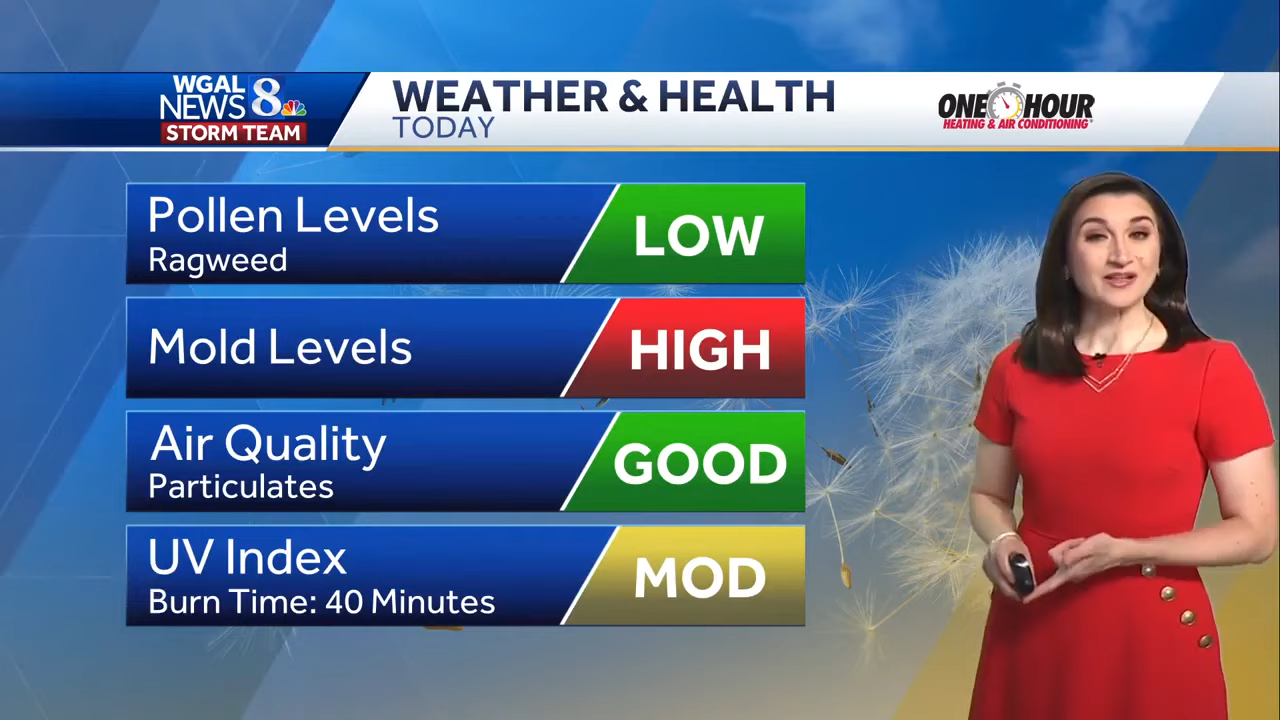 WGAL
NEWS 8
STORM TEAM
WEATHER & HEALTH
TODAY
ONE HOUR
HEATING & AIR CONDITIONING
Pollen Levels
Ragweed
LOW
Mold Levels
HIGH
Air Quality
Particulates
GOOD
UV Index
Burn Time: 40 Minutes
MOD